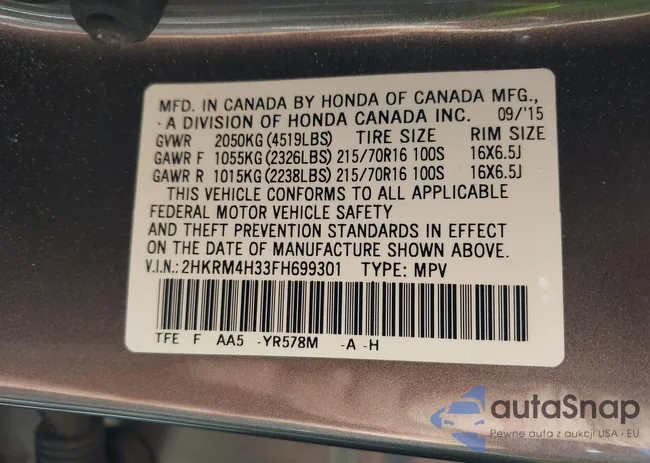 MFD. IN CANADA BY HONDA OF CANADA MFG.,
A DIVISION OF HONDA CANADA INC. 09/'15
GVWR 2050KG(4519LBS) TIRE SIZE RIM SIZE
GAWR F 1055KG(2326LBS) 215/70R16 100S 16X6.5J
GAWR R 1015KG(2238LBS) 215/70R16 100S 16X6.5J
THIS VEHICLE CONFORMS TO ALL APPLICABLE
FEDERAL MOTOR VEHICLE SAFETY
AND THEFT PREVENTION STANDARDS IN EFFECT
ON THE DATE OF MANUFACTURE SHOWN ABOVE.
V.I.N.:2HKRM4H33FH699301 TYPE: MPV
TFE F AA5 -YR578M -A -H
autoSnap
Pewne auta z aukcji USA i EU